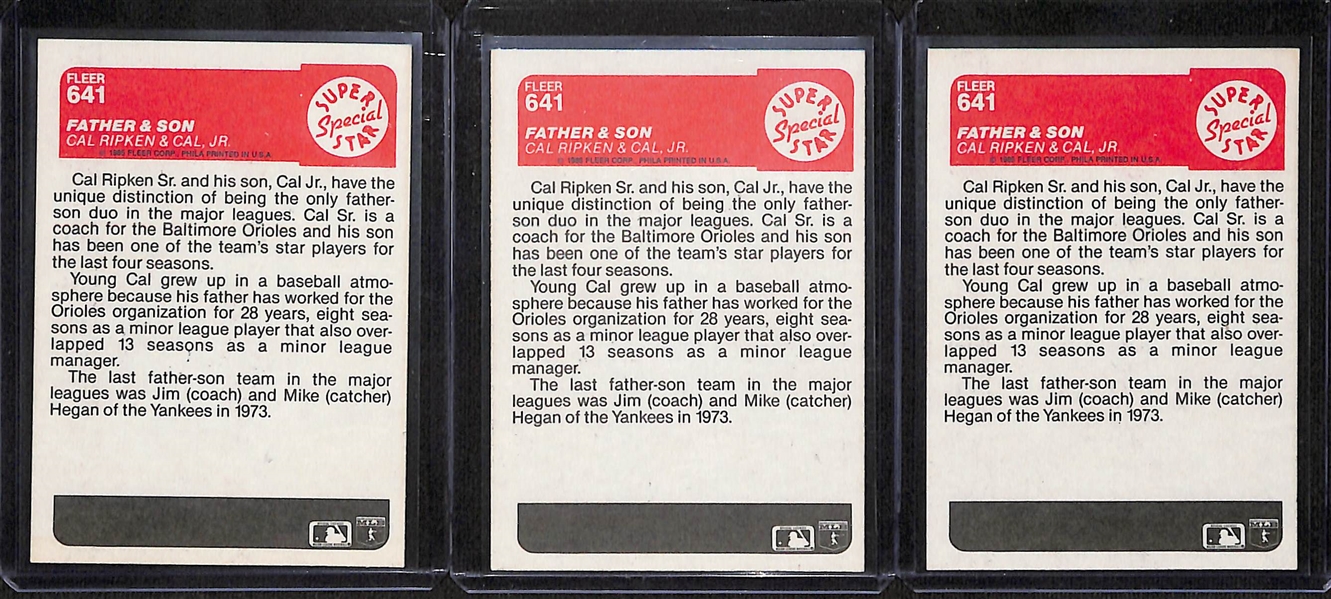 FLEER
641
SUPER
Special
STAR
FATHER & SON
CAL RIPKEN & CAL, JR.
© 1985 FLEER CORP., PHILA PRINTED IN U.S.A.
Cal Ripken Sr. and his son, Cal Jr., have the
unique distinction of being the only father-
son duo in the major leagues. Cal Sr. is a
coach for the Baltimore Orioles and his son
has been one of the team's star players for
the last four seasons.
Young Cal grew up in a baseball atmo-
sphere because his father has worked for the
Orioles organization for 28 years, eight sea-
sons as a minor league player that also over-
lapped 13 seasons as a minor league
manager.
The last father-son team in the major
leagues was Jim (coach) and Mike (catcher)
Hegan of the Yankees in 1973.
FLEER
641
SUPER
Special
STAR
FATHER & SON
CAL RIPKEN & CAL, JR.
© 1985 FLEER CORP., PHILA PRINTED IN U.S.A.
Cal Ripken Sr. and his son, Cal Jr., have the
unique distinction of being the only father-
son duo in the major leagues. Cal Sr. is a
coach for the Baltimore Orioles and his son
has been one of the team's star players for
the last four seasons.
Young Cal grew up in a baseball atmo-
sphere because his father has worked for the
Orioles organization for 28 years, eight sea-
sons as a minor league player that also over-
lapped 13 seasons as a minor league
manager.
The last father-son team in the major
leagues was Jim (coach) and Mike (catcher)
Hegan of the Yankees in 1973.
FLEER
641
SUPER
Special
STAR
FATHER & SON
CAL RIPKEN & CAL, JR.
© 1985 FLEER CORP., PHILA PRINTED IN U.S.A.
Cal Ripken Sr. and his son, Cal Jr., have the
unique distinction of being the only father-
son duo in the major leagues. Cal Sr. is a
coach for the Baltimore Orioles and his son
has been one of the team's star players for
the last four seasons.
Young Cal grew up in a baseball atmo-
sphere because his father has worked for the
Orioles organization for 28 years, eight sea-
sons as a minor league player that also over-
lapped 13 seasons as a minor league
manager.
The last father-son team in the major
leagues was Jim (coach) and Mike (catcher)
Hegan of the Yankees in 1973.